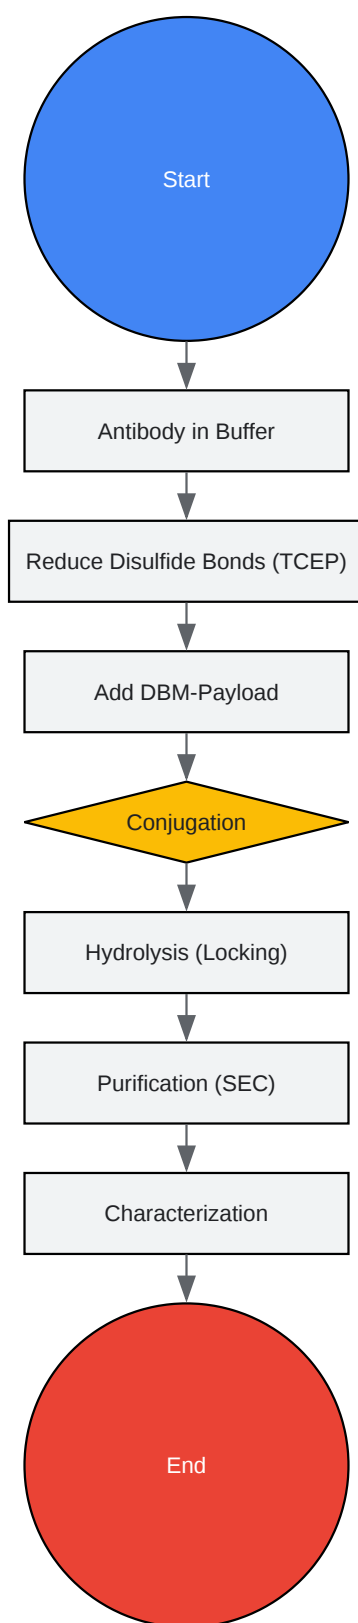 Start
Antibody in Buffer
Reduce Disulfide Bonds (TCEP)
Add DBM-Payload
Conjugation
Hydrolysis (Locking)
Purification (SEC)
Characterization
End